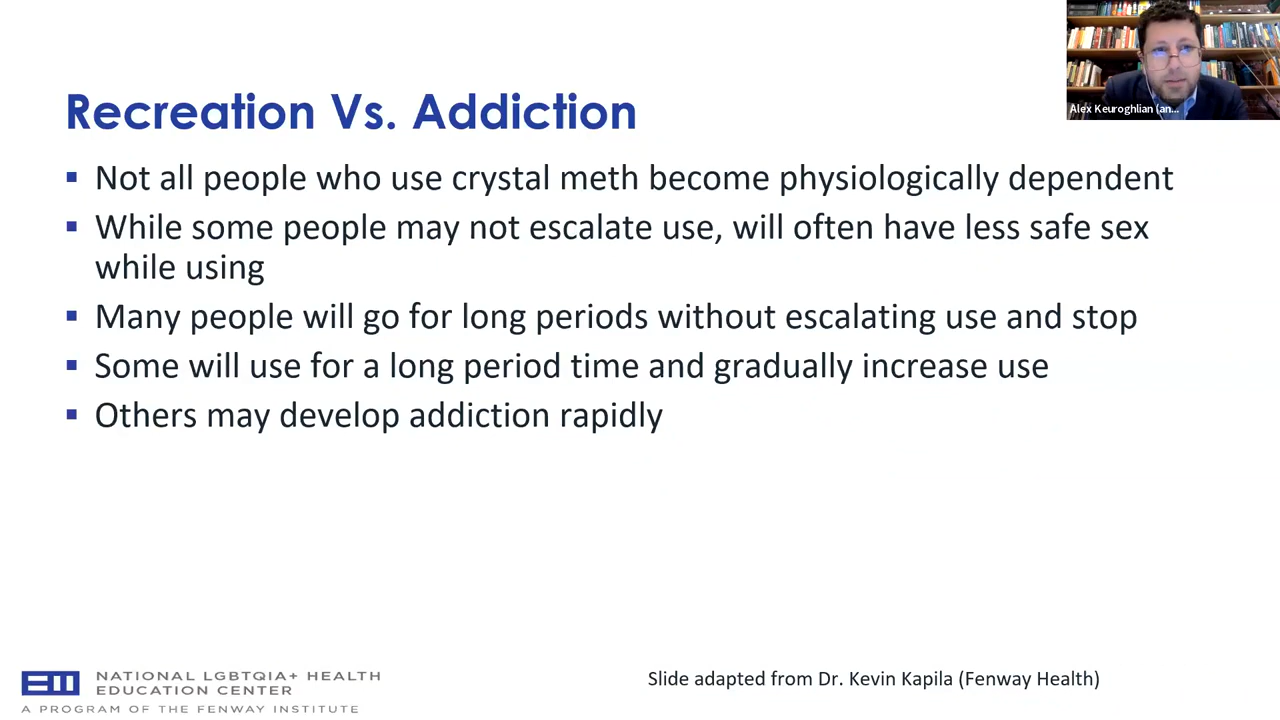 Alex Keuroghlian (an...
Recreation Vs. Addiction
▪ Not all people who use crystal meth become physiologically dependent
▪ While some people may not escalate use, will often have less safe sex
while using
▪ Many people will go for long periods without escalating use and stop
▪ Some will use for a long period time and gradually increase use
▪ Others may develop addiction rapidly
NATIONAL LGBTQIA+ HEALTH
EDUCATION CENTER
A PROGRAM OF THE FENWAY INSTITUTE
Slide adapted from Dr. Kevin Kapila (Fenway Health)